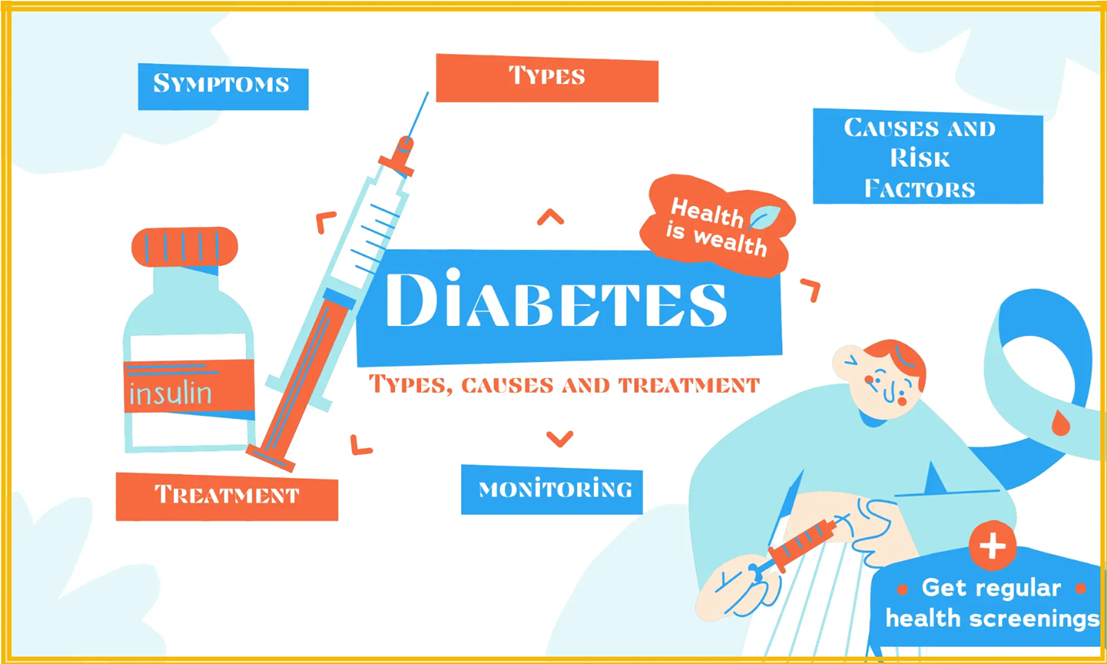 Symptoms
Types
Causes and
Risk
Factors
Health
is wealth
Diabetes
Types, causes and treatment
insulin
Treatment
monitoring
Get regular
health screenings